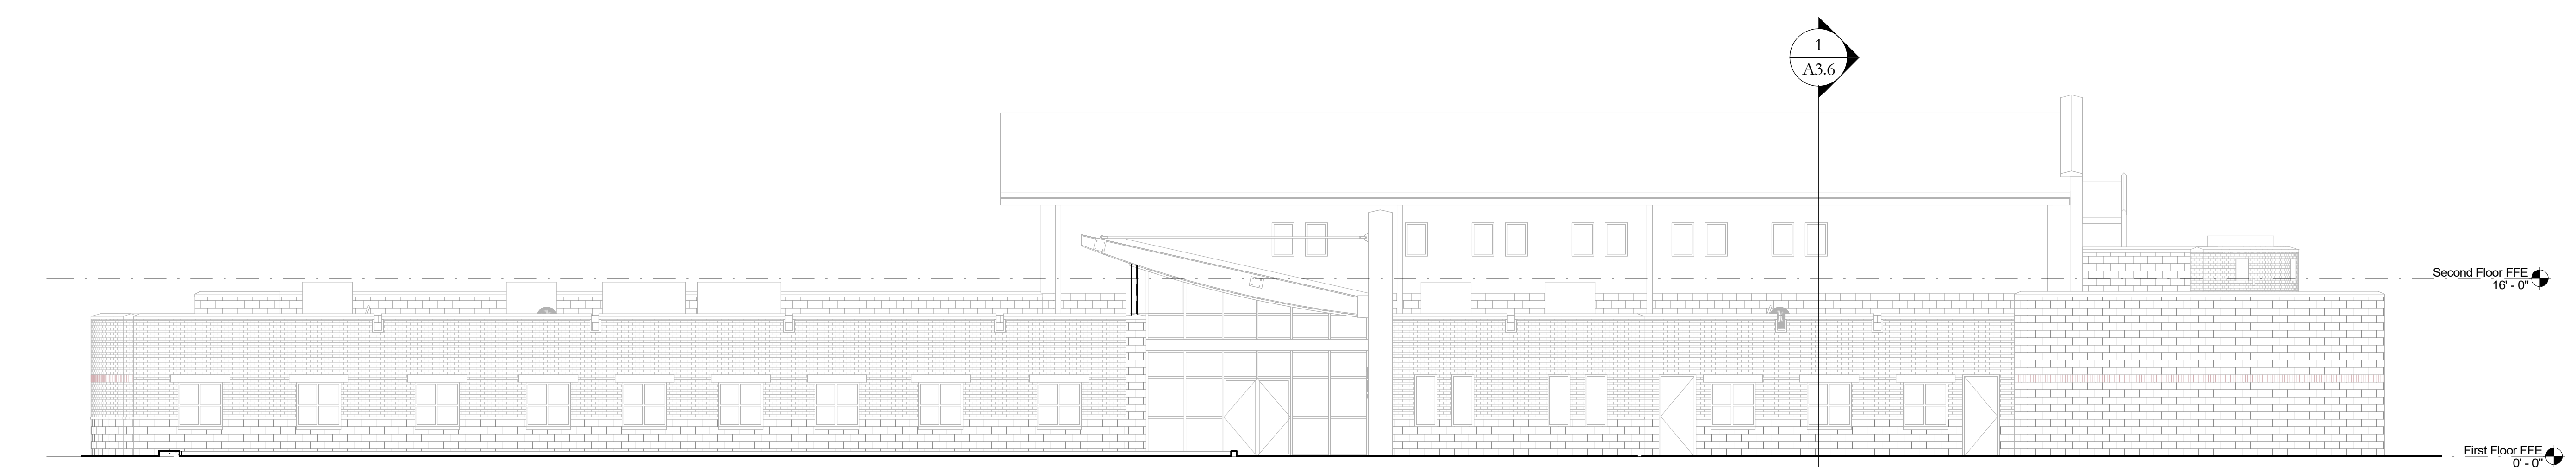 1
A3.6
Second Floor FFE
16' - 0"
First Floor FFE
0' - 0"